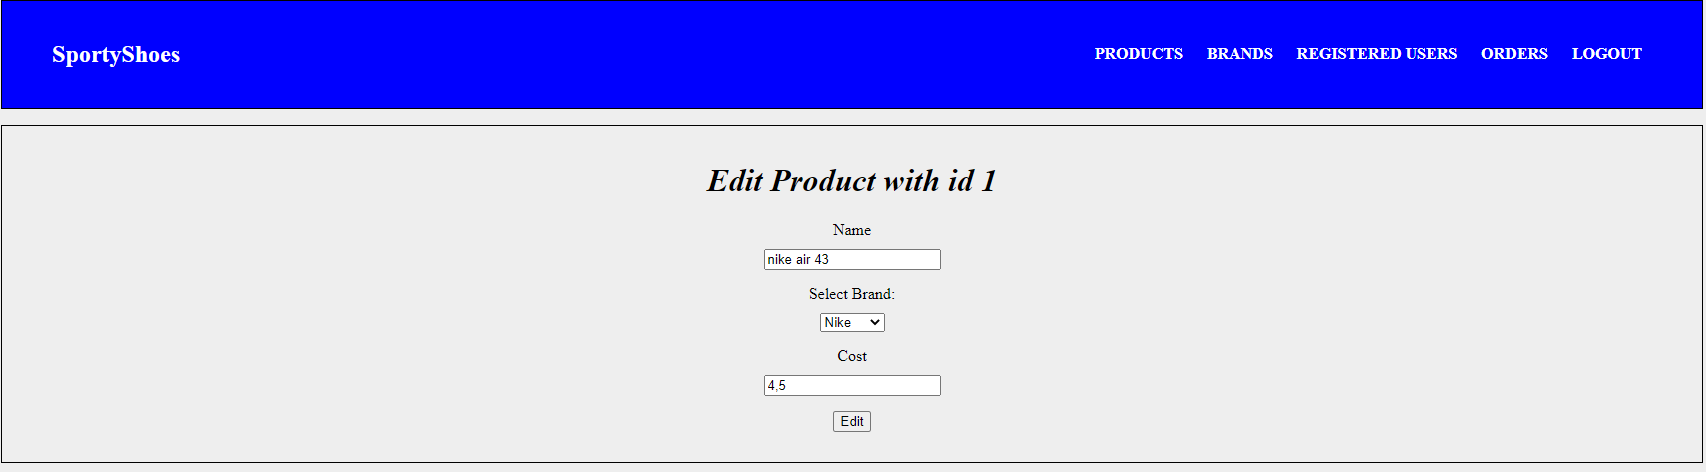 SportyShoes PRODUCTS BRANDS REGISTERED USERS ORDERS LOGOUT
Edit Product with id 1
Name
nike air 43
Select Brand:
Nike
Cost
4,5
Edit